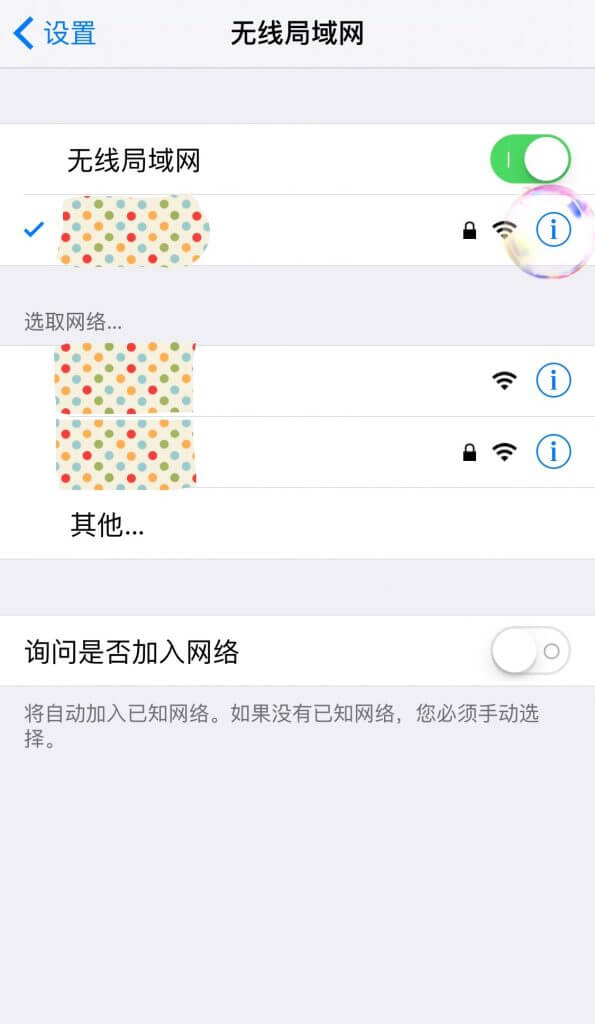 设置
无线局域网
无线局域网
选取网络...
其他...
询问是否加入网络
将自动加入已知网络。如果没有已知网络，您必须手动选
择。